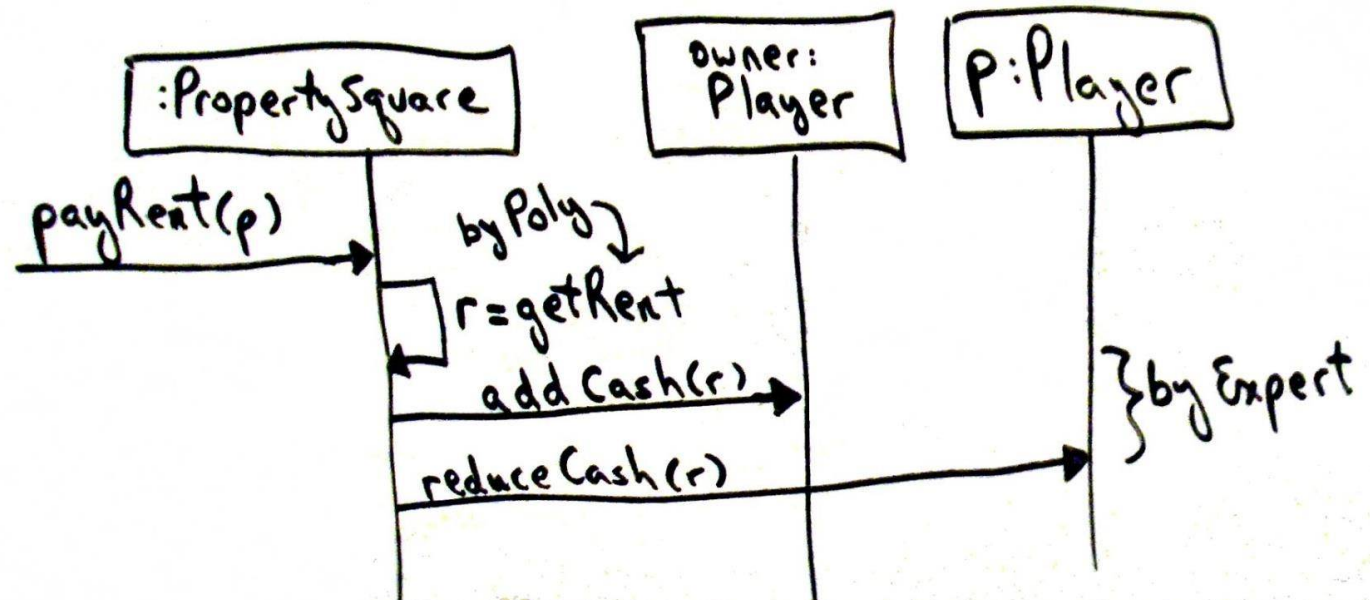 :PropertySquare
owner:
Player
p:Player
payRent(p)
by Poly
r=getRent
addCash(r)
by Expert
reduceCash(r)